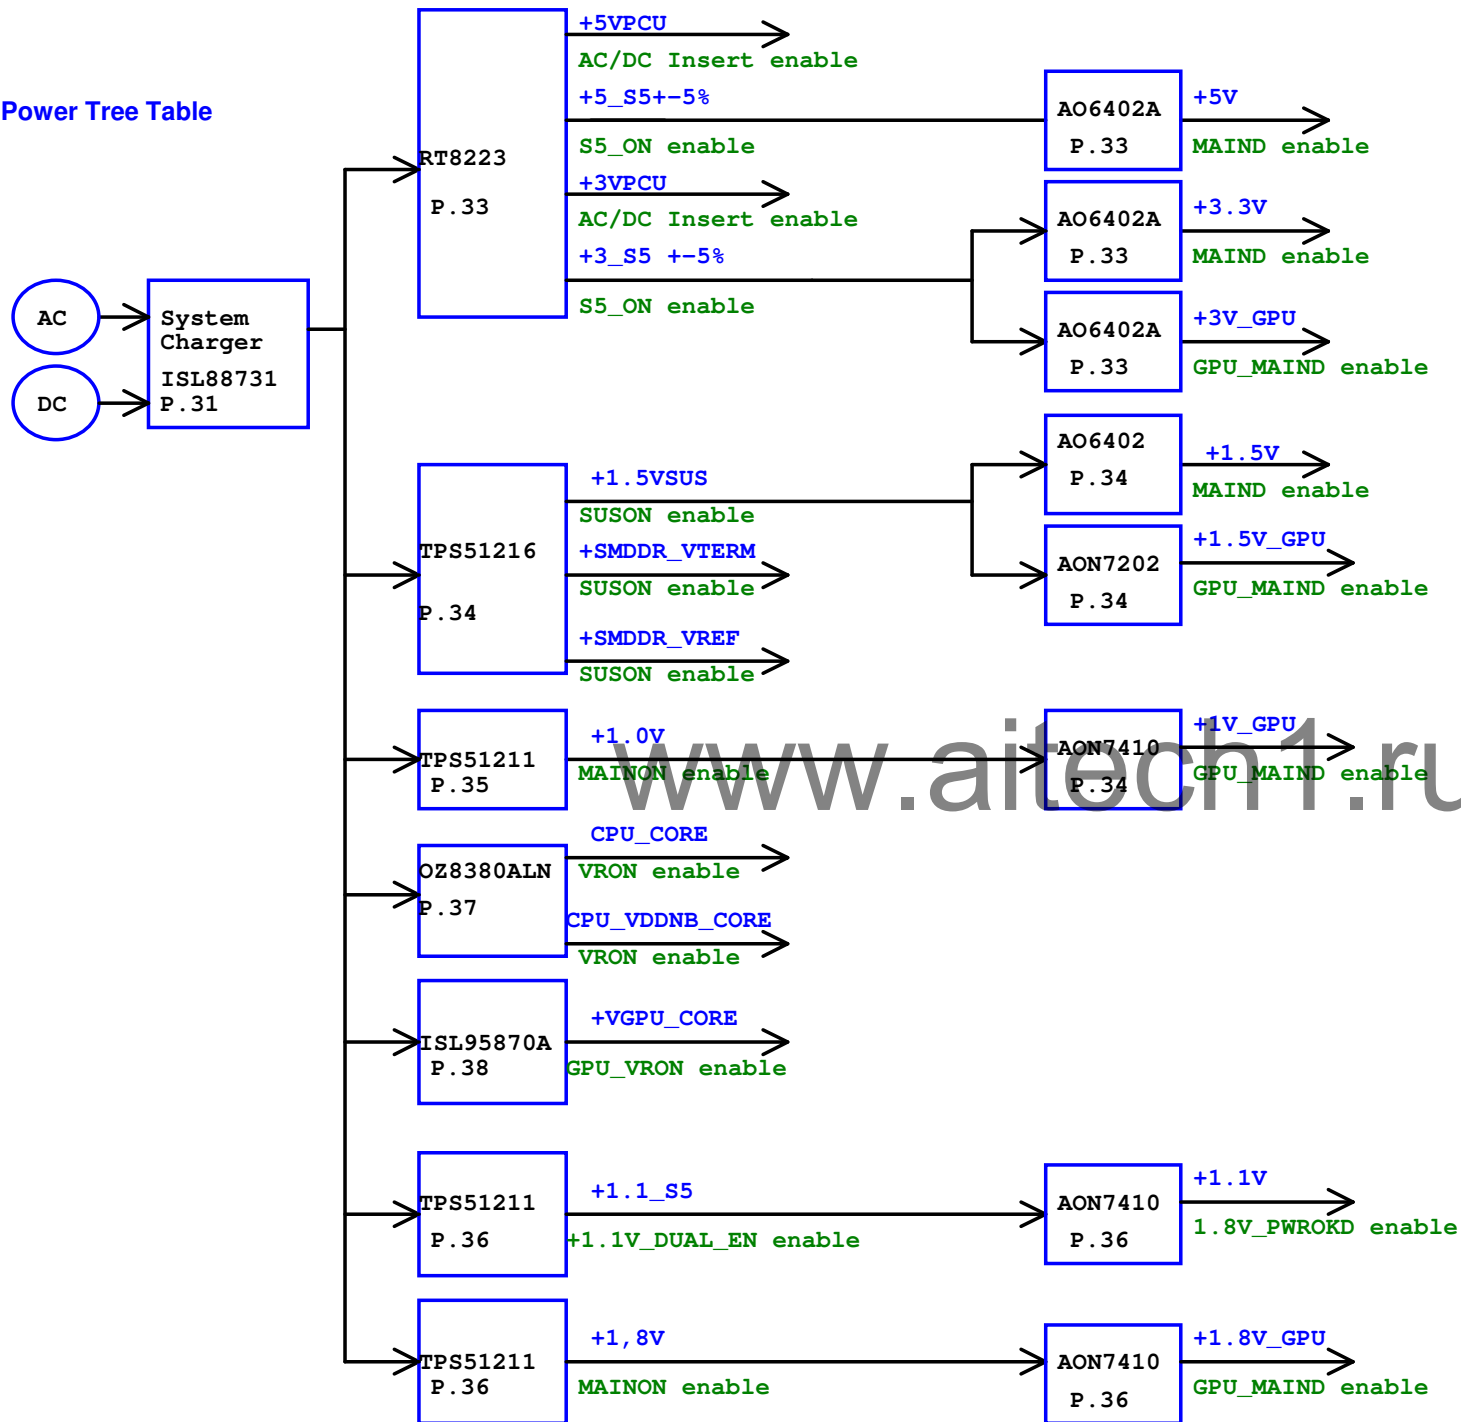 Power Tree Table
AC
DC
System
Charger
ISL88731
P.31
RT8223
P.33
+5VPCU
AC/DC Insert enable
+5_S5+-5%
S5_ON enable
+3VPCU
AC/DC Insert enable
+3_S5 +-5%
S5_ON enable
AO6402A
P.33
+5V
MAIND enable
AO6402A
P.33
+3.3V
MAIND enable
AO6402A
P.33
+3V_GPU
GPU_MAIND enable
TPS51216
P.34
+1.5VSUS
SUSON enable
+SMDDR_VTERM
SUSON enable
+SMDDR_VREF
SUSON enable
AO6402
P.34
+1.5V
MAIND enable
AON7202
P.34
+1.5V_GPU
GPU_MAIND enable
TPS51211
P.35
+1.0V
MAINON enable
AON7410
P.34
+1V_GPU
GPU_MAIND enable
www.aitech1.ru
OZ8380ALN
P.37
CPU_CORE
VRON enable
CPU_VDDNB_CORE
VRON enable
ISL95870A
P.38
+VGPU_CORE
GPU_VRON enable
TPS51211
P.36
+1.1_S5
+1.1V_DUAL_EN enable
AON7410
P.36
+1.1V
1.8V_PWROKD enable
TPS51211
P.36
+1,8V
MAINON enable
AON7410
P.36
+1.8V_GPU
GPU_MAIND enable